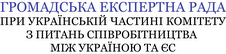 ГРОМАДСЬКА ЕКСПЕРТНА РАДА
ПРИ УКРАЇНСЬКІЙ ЧАСТИНІ КОМІТЕТУ
З ПИТАНЬ СПІВРОБІТНИЦТВА
МІЖ УКРАЇНОЮ ТА ЄС